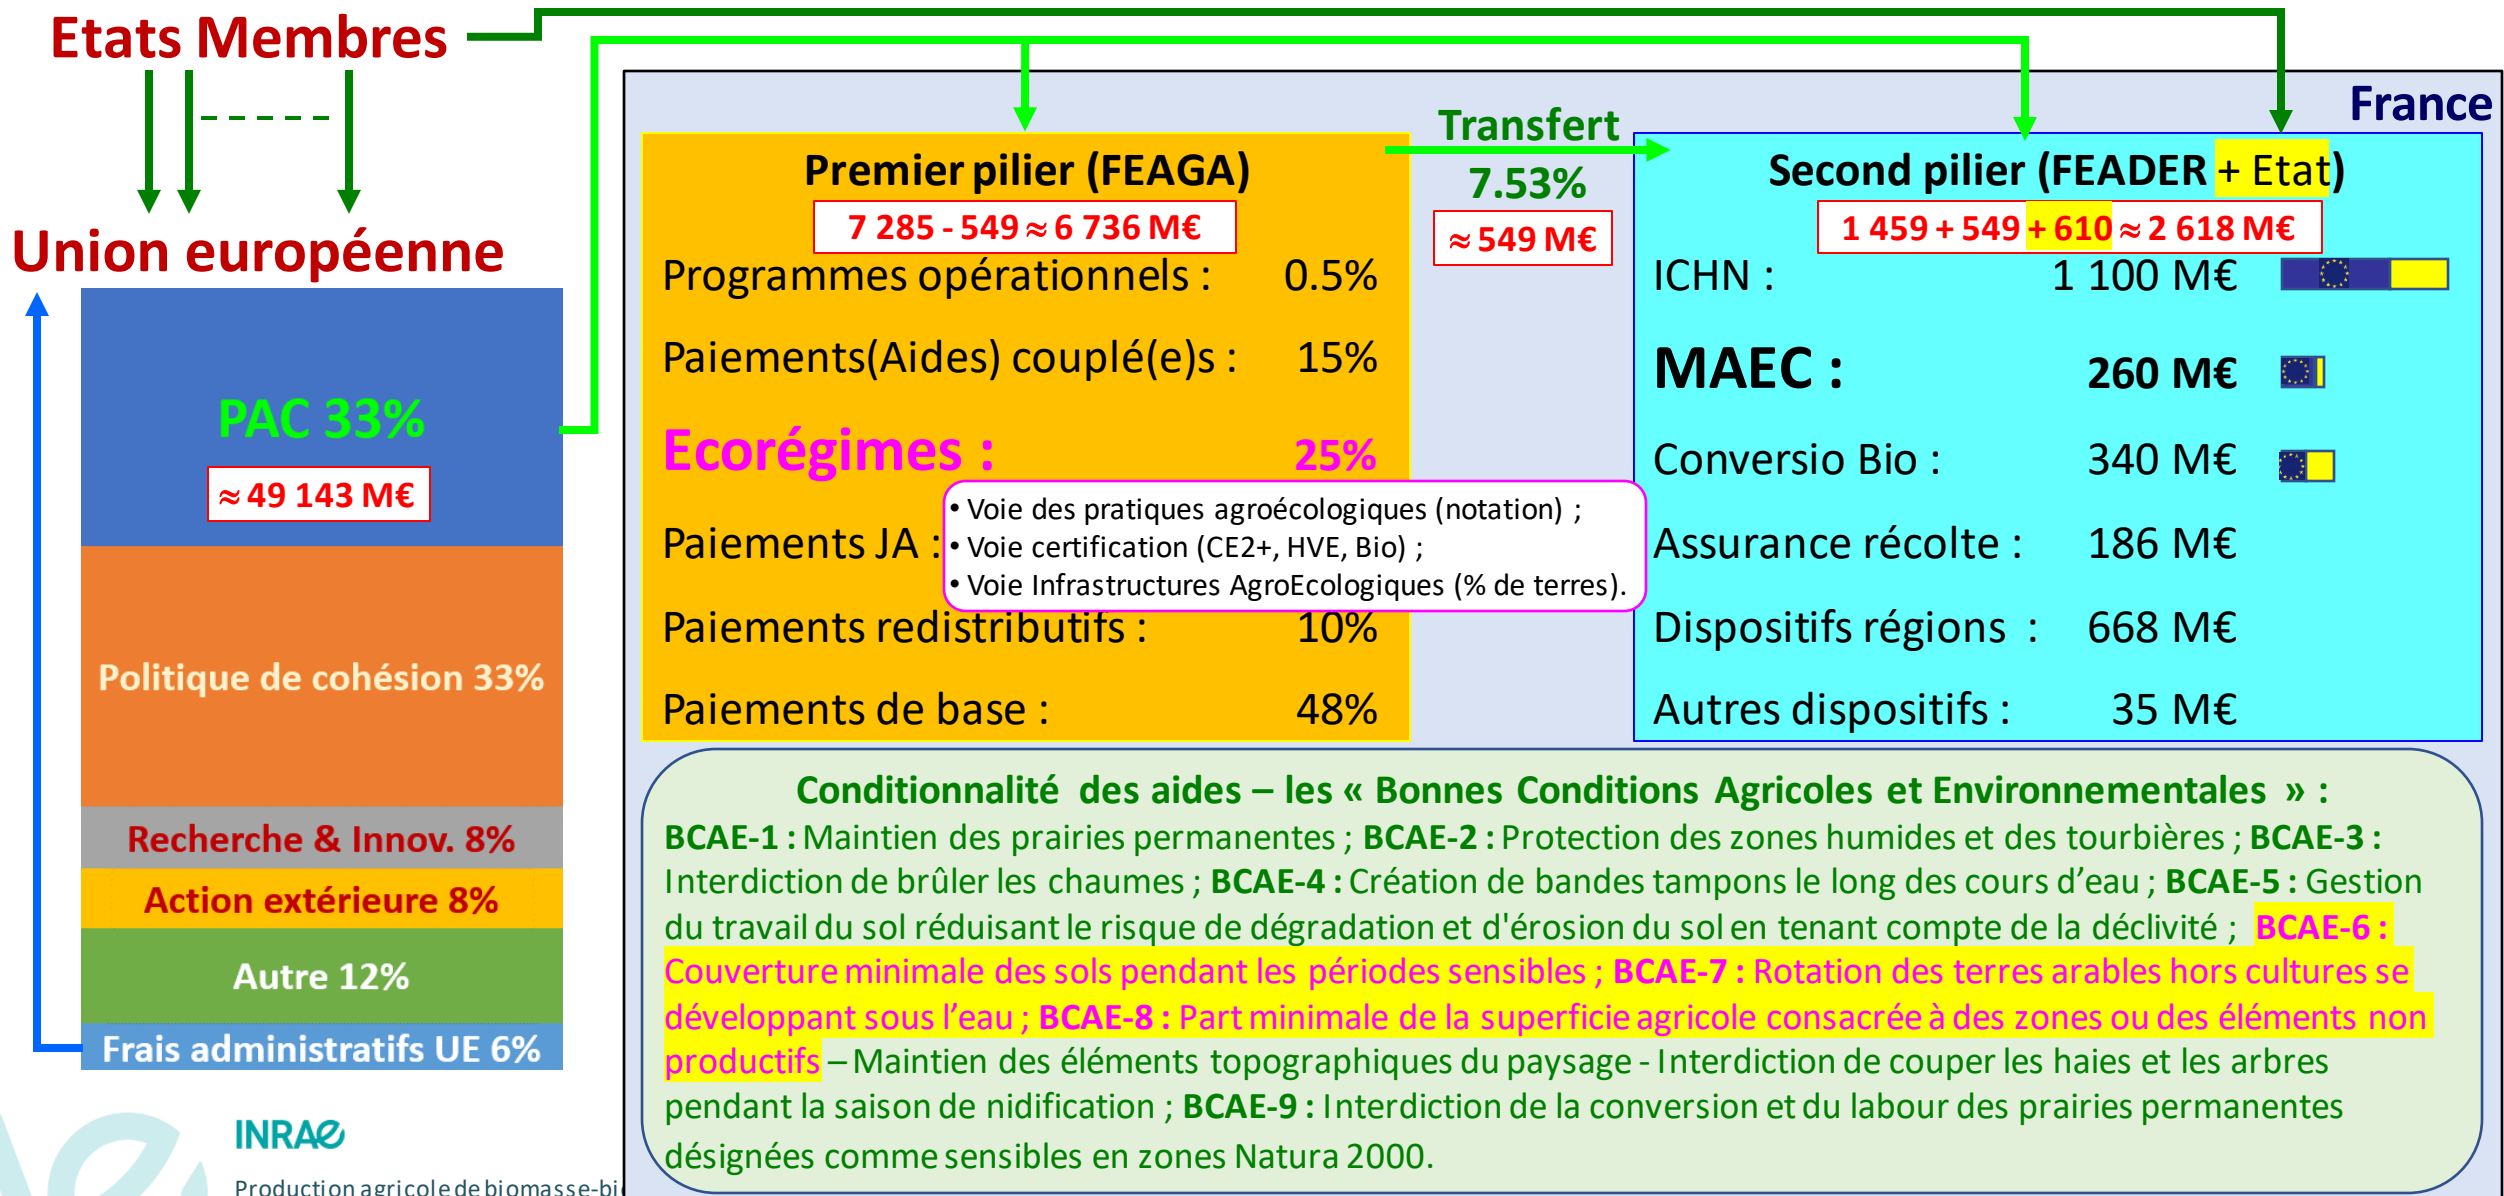 Etats Membres
Union européenne
PAC 33%
≈ 49 143 M€
Politique de cohésion 33%
Recherche & Innov. 8%
Action extérieure 8%
Autre 12%
Frais administratifs UE 6%
INRAE
Production agricole de biomasse-bi
France
Premier pilier (FEAGA)
7 285 - 549 ≈ 6 736 M€
Programmes opérationnels : 0.5%
Paiements(Aides) couplé(e)s : 15%
Ecorégimes : 25%
• Voie des pratiques agroécologiques (notation) ;
• Voie certification (CE2+, HVE, Bio) ;
• Voie Infrastructures AgroEcologiques (% de terres).
Paiements JA :
Paiements redistributifs : 10%
Paiements de base : 48%
Transfert
7.53%
≈ 549 M€
Second pilier (FEADER + Etat)
1 459 + 549 + 610 ≈ 2 618 M€
ICHN : 1 100 M€
MAEC : 260 M€
Conversio Bio : 340 M€
Assurance récolte : 186 M€
Dispositifs régions : 668 M€
Autres dispositifs : 35 M€
Conditionnalité des aides – les « Bonnes Conditions Agricoles et Environnementales » :
BCAE-1 : Maintien des prairies permanentes ; BCAE-2 : Protection des zones humides et des tourbières ; BCAE-3 :
Interdiction de brûler les chaumes ; BCAE-4 : Création de bandes tampons le long des cours d’eau ; BCAE-5 : Gestion
du travail du sol réduisant le risque de dégradation et d'érosion du sol en tenant compte de la déclivité ; BCAE-6 :
Couverture minimale des sols pendant les périodes sensibles ; BCAE-7 : Rotation des terres arables hors cultures se
développant sous l’eau ; BCAE-8 : Part minimale de la superficie agricole consacrée à des zones ou des éléments non
productifs – Maintien des éléments topographiques du paysage - Interdiction de couper les haies et les arbres
pendant la saison de nidification ; BCAE-9 : Interdiction de la conversion et du labour des prairies permanentes
désignées comme sensibles en zones Natura 2000.